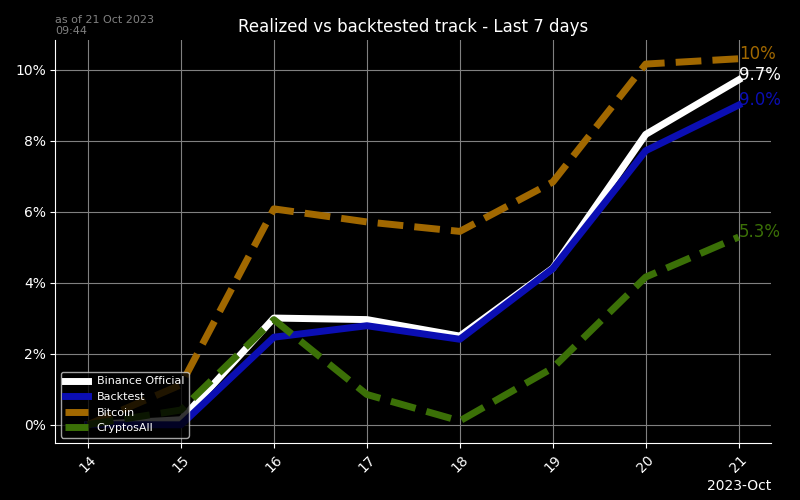 as of 21 Oct 2023
09:44
Realized vs backtested track - Last 7 days
10%
8%
6%
4%
2%
0%
10%
9.7%
9.0%
5.3%
Binance Official
Backtest
Bitcoin
CryptosAll
14
15
16
17
18
19
20
21
2023-Oct